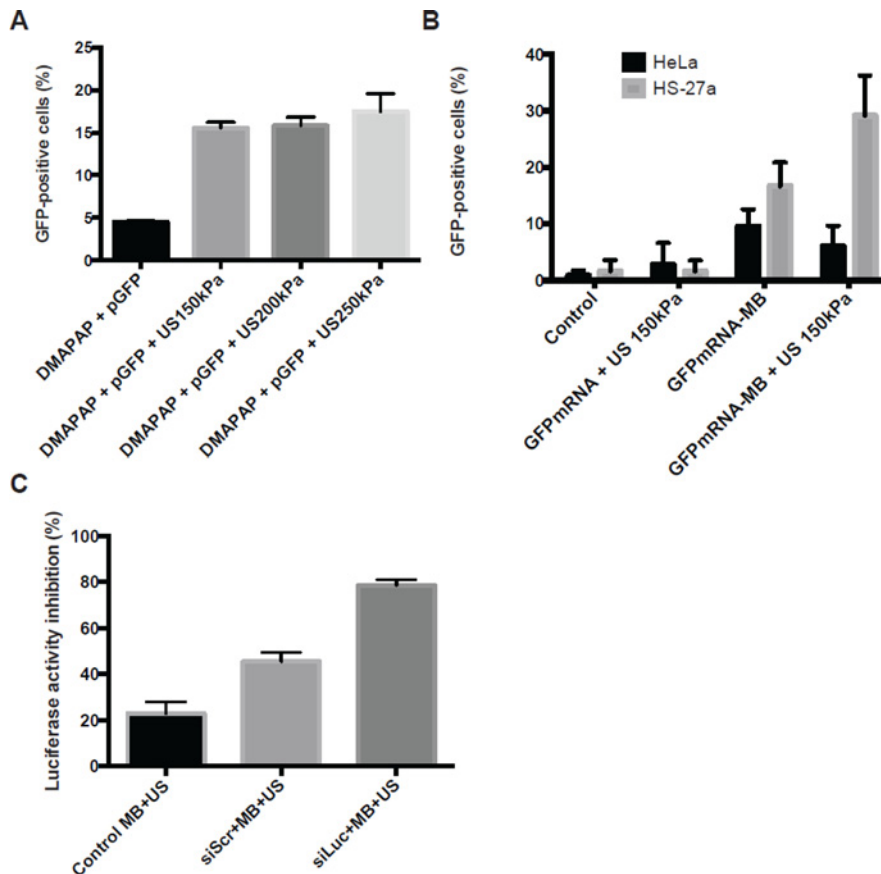 A
GFP-positive cells (%)
25
20
15
10
5
0
DMAPAP + pGFP
DMAPAP + pGFP + US150kPa
DMAPAP + pGFP + US200kPa
DMAPAP + pGFP + US250kPa
B
GFP-positive cells (%)
40
30
20
10
0
HeLa
HS-27a
Control
GFPmRNA + US 150kPa
GFPmRNA-MB
GFPmRNA-MB + US 150kPa
C
Luciferase activity inhibition (%)
100
80
60
40
20
0
Control MB+US
siScr+MB+US
siLuc+MB+US